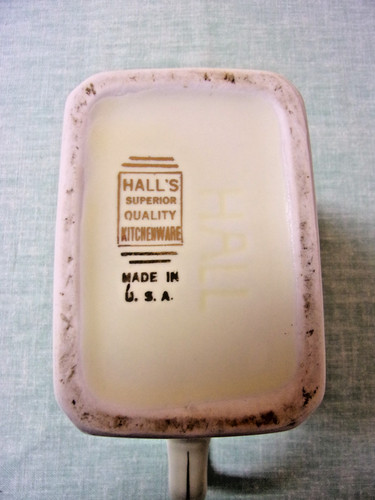 HALL'S
SUPERIOR
QUALITY
KITCHENWARE
MADE IN
U. S. A.
HALL